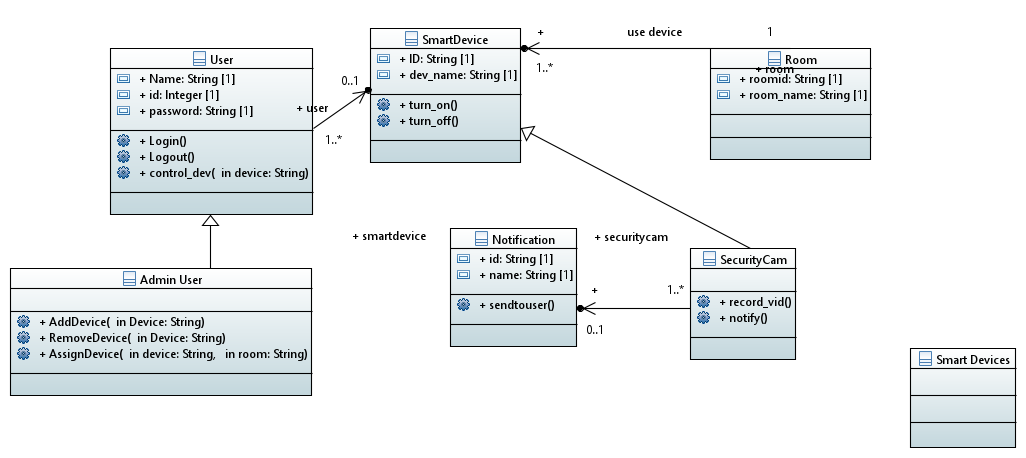 User
+ Name: String [1]
+ id: Integer [1]
+ password: String [1]
+ Login()
+ Logout()
+ control_dev(  in device: String)
0..1
+ user
1..*
SmartDevice
+ ID: String [1]
+ dev_name: String [1]
+ turn_on()
+ turn_off()
+
use device
1
1..*
Room
+ room
+ roomid: String [1]
+ room_name: String [1]
Admin User
+ AddDevice(  in Device: String)
+ RemoveDevice(  in Device: String)
+ AssignDevice(  in device: String,   in room: String)
+ smartdevice
Notification
+ id: String [1]
+ name: String [1]
+ sendtouser()
+ securitycam
+
1..*
0..1
SecurityCam
+ record_vid()
+ notify()
Smart Devices